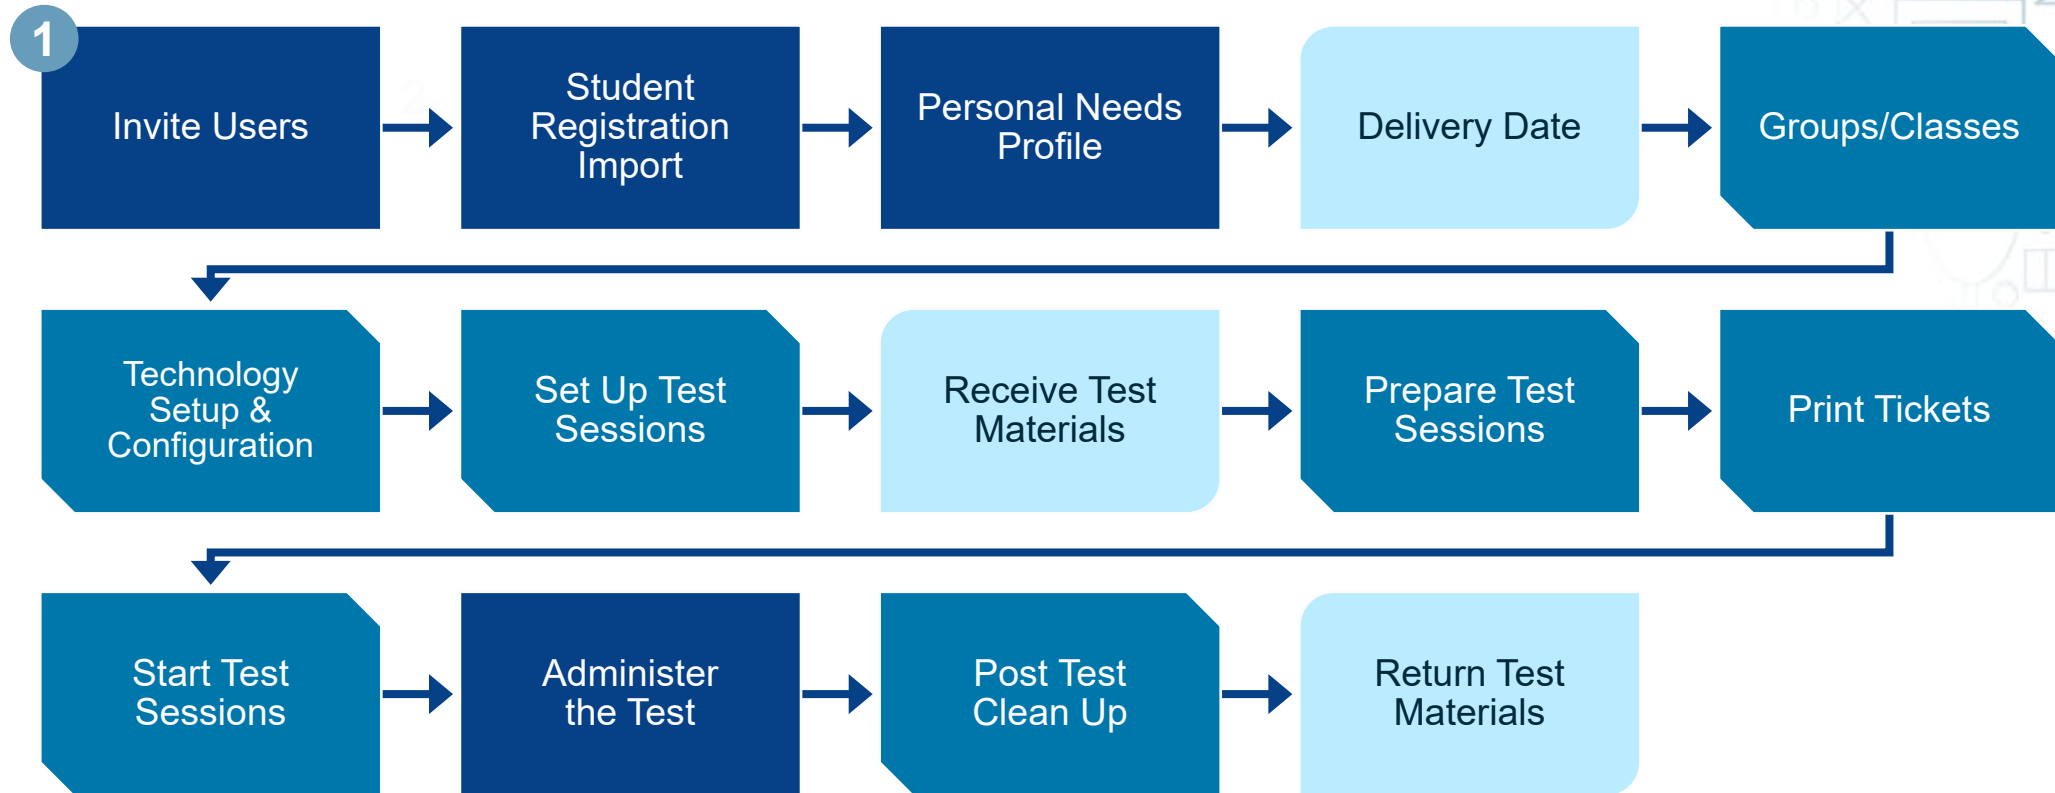 1
Invite Users
Student
Registration
Import
Personal Needs
Profile
Delivery Date
Groups/Classes
Technology
Setup &
Configuration
Set Up Test
Sessions
Receive Test
Materials
Prepare Test
Sessions
Print Tickets
Start Test
Sessions
Administer
the Test
Post Test
Clean Up
Return Test
Materials